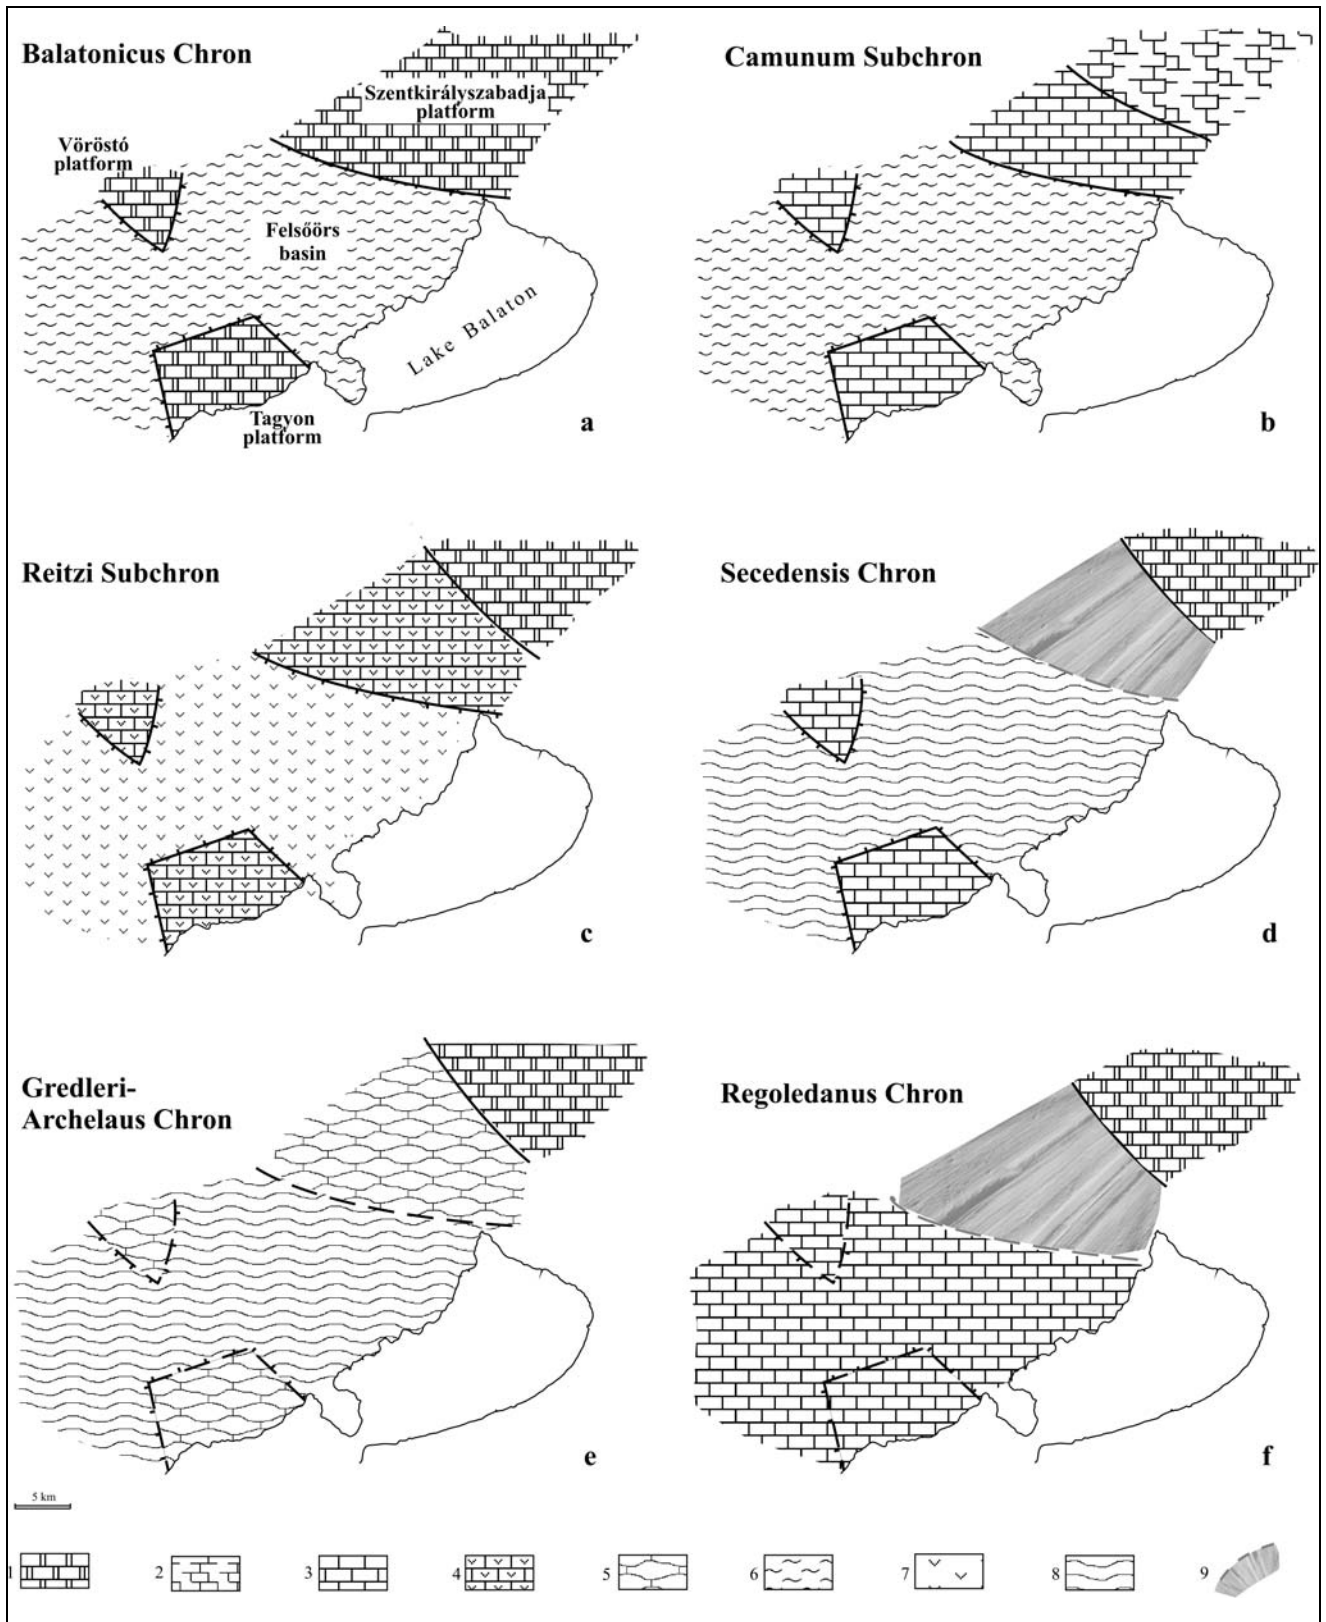 Balatonicus Chron
Szentkirályszabadja
platform
Vöröstó
platform
Felsőörs
basin
Lake Balaton
Tagyon
platform
a
Camunum Subchron
b
Reitzi Subchron
c
Secedensis Chron
d
Gredleri-
Archelaus Chron
e
Regoledanus Chron
f
5 km
1
2
3
4
5
6
7
8
9